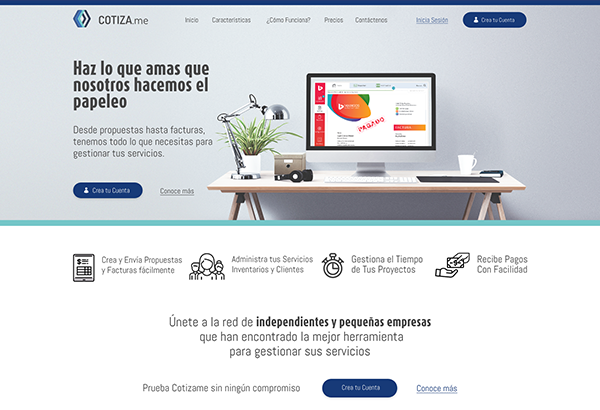 COTIZA.me
Inicio
Características
¿Cómo Funciona?
Precios
Contáctenos
Inicia Sesión
Crea tu Cuenta
Haz lo que amas que
nosotros hacemos el
papeleo
Desde propuestas hasta facturas,
tenemos todo lo que necesitas para
gestionar tus servicios.
PAGADO
Crea tu Cuenta
Conoce más
Crea y Envia Propuestas
y Facturas fácilmente
Administra tus Servicios
Inventarios y Clientes
Gestiona el Tiempo
de Tus Proyectos
Recibe Pagos
Con Facilidad
Únete a la red de independientes y pequeñas empresas
que han encontrado la mejor herramienta
para gestionar sus servicios
Prueba Cotizame sin ningún compromiso
Crea tu Cuenta
Conoce más